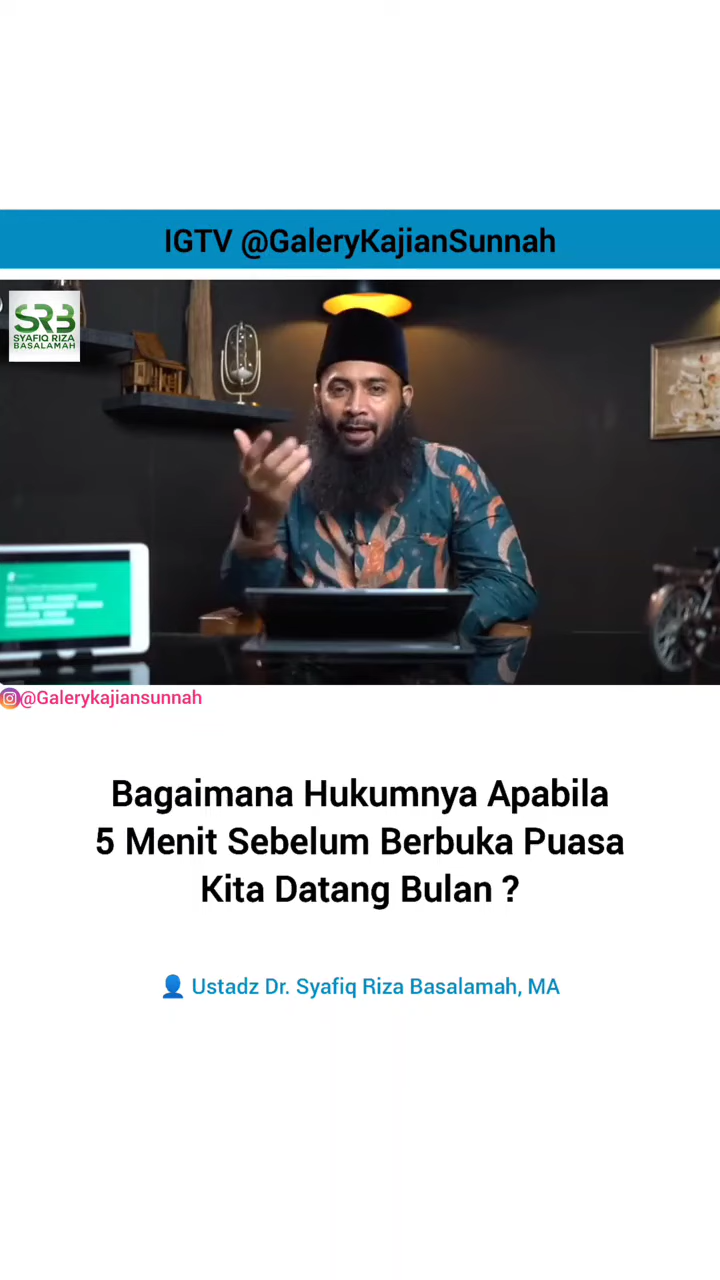 IGTV @GaleryKajianSunnah
SRB
SYAFIQ RIZA
BASALAMAH
@Galerykajiansunnah
Bagaimana Hukumnya Apabila
5 Menit Sebelum Berbuka Puasa
Kita Datang Bulan ?
Ustadz Dr. Syafiq Riza Basalamah, MA